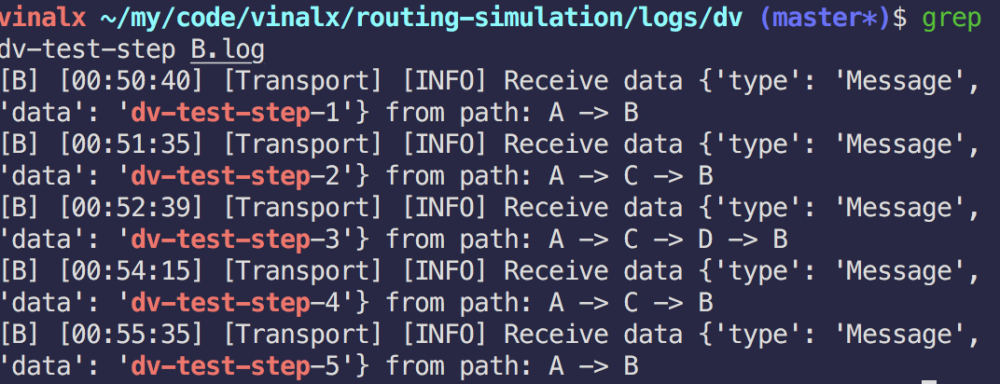 vinalx ~/my/code/vinalx/routing-simulation/logs/dv (master*)$ grep
dv-test-step B.log
[B] [00:50:40] [Transport] [INFO] Receive data {'type': 'Message',
'data': 'dv-test-step-1'} from path: A -> B
[B] [00:51:35] [Transport] [INFO] Receive data {'type': 'Message',
'data': 'dv-test-step-2'} from path: A -> C -> B
[B] [00:52:39] [Transport] [INFO] Receive data {'type': 'Message',
'data': 'dv-test-step-3'} from path: A -> C -> D -> B
[B] [00:54:15] [Transport] [INFO] Receive data {'type': 'Message',
'data': 'dv-test-step-4'} from path: A -> C -> B
[B] [00:55:35] [Transport] [INFO] Receive data {'type': 'Message',
'data': 'dv-test-step-5'} from path: A -> B